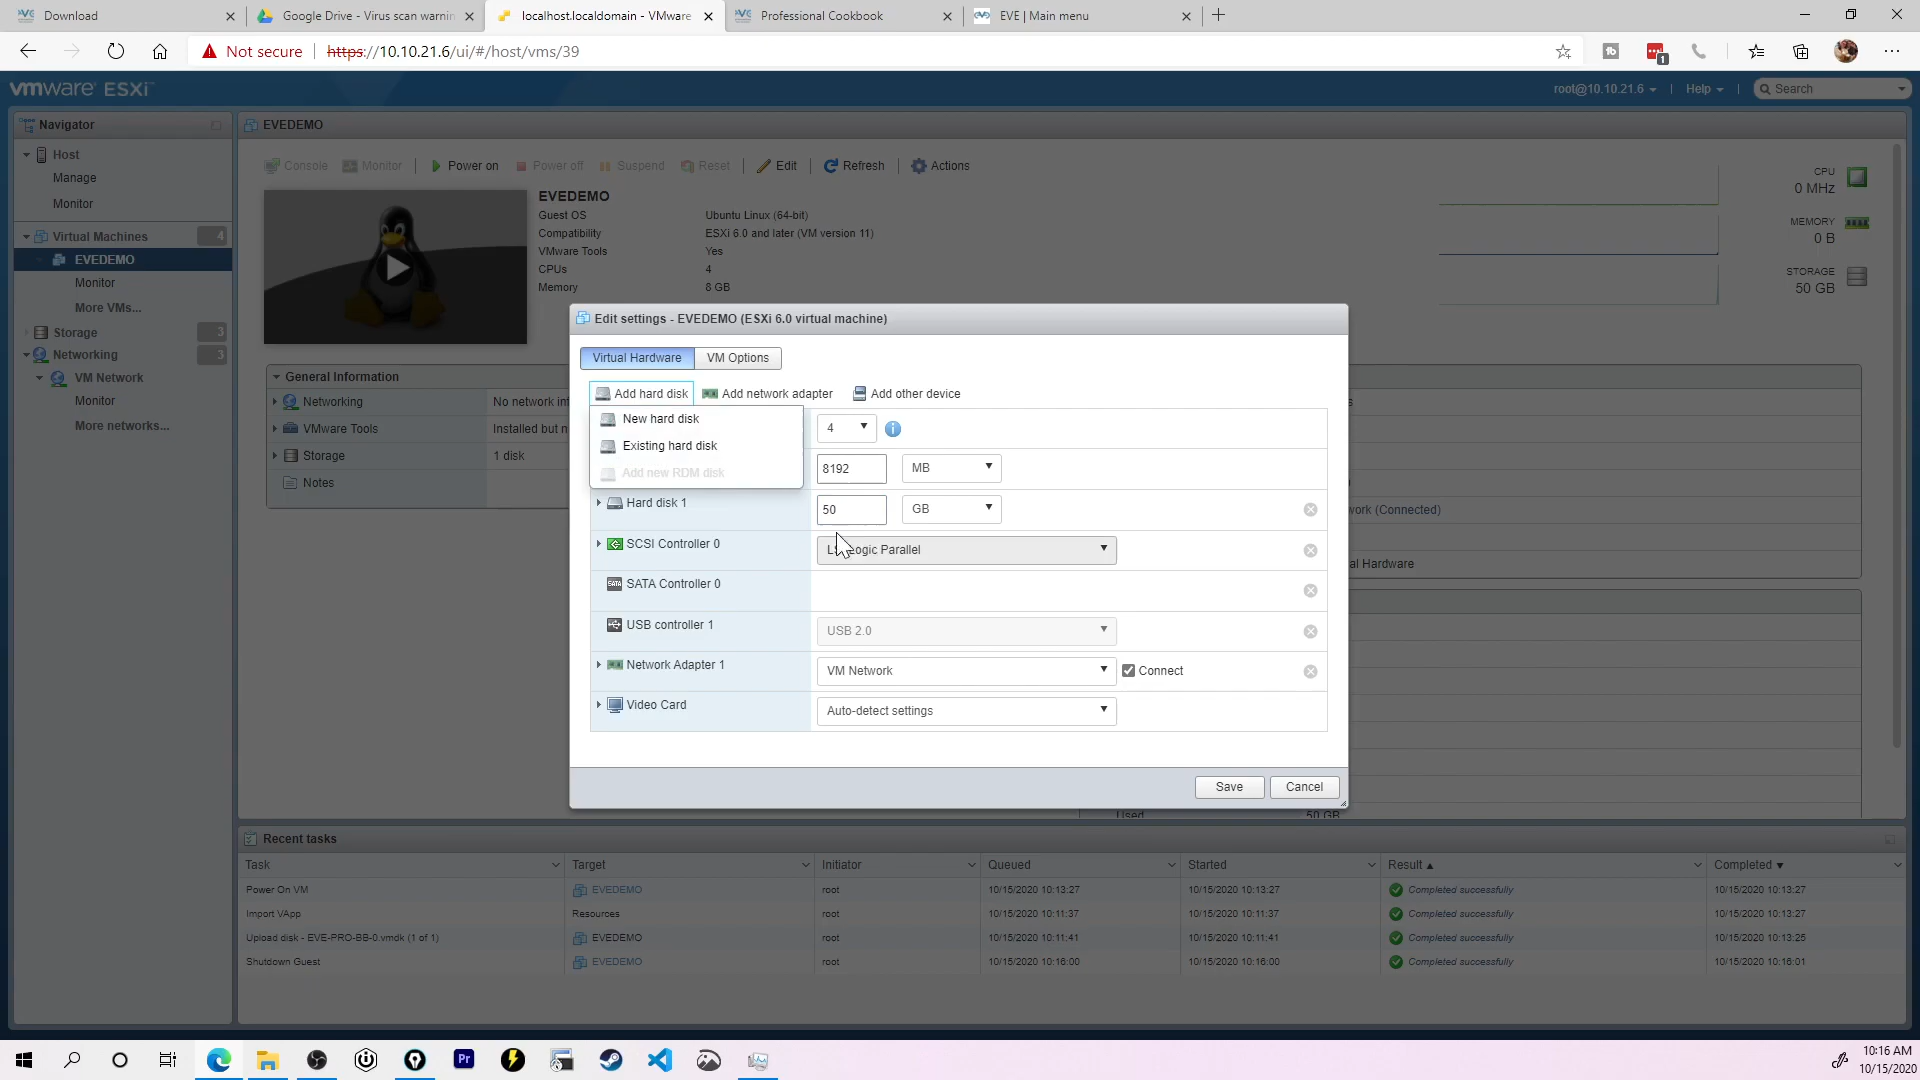 Download
Google Drive - Virus scan warnin
localhost.localdomain - VMware
Professional Cookbook
EVE | Main menu
Not secure
https://10.10.21.6/ui/#/host/vms/39
1
vmware ESXi
root@10.10.21.6
|
Help
|
Search
Navigator
EVEDEMO
Host
Manage
Monitor
Virtual Machines
4
EVEDEMO
Monitor
More VMs...
Storage
3
Networking
3
VM Network
Monitor
More networks...
Console
Monitor
Power on
Power off
Suspend
Reset
Edit
Refresh
Actions
EVEDEMO
Guest OS
Ubuntu Linux (64-bit)
Compatibility
ESXi 6.0 and later (VM version 11)
VMware Tools
Yes
CPUs
4
Memory
8 GB
CPU
0 MHz
MEMORY
0 B
STORAGE
50 GB
General Information
Networking
No network in
VMware Tools
Installed but n
Storage
1 disk
Notes
Edit settings - EVEDEMO (ESXi 6.0 virtual machine)
Virtual Hardware
VM Options
Add hard disk
Add network adapter
Add other device
New hard disk
Existing hard disk
Add new RDM disk
4
8192
MB
Hard disk 1
50
GB
SCSI Controller 0
Logic Parallel
SATA
SATA Controller 0
USB controller 1
USB 2.0
Network Adapter 1
VM Network
Connect
Video Card
Auto-detect settings
Save
Cancel
k (Connected)
al Hardware
Used
50 GB
Recent tasks
Task
Target
Initiator
Queued
Started
Result
Completed
Power On VM
EVEDEMO
root
10/15/2020 10:13:27
10/15/2020 10:13:27
Completed successfully
10/15/2020 10:13:27
Import VApp
Resources
root
10/15/2020 10:11:37
10/15/2020 10:11:37
Completed successfully
10/15/2020 10:13:27
Upload disk - EVE-PRO-BB-0.vmdk (1 of 1)
EVEDEMO
root
10/15/2020 10:11:41
10/15/2020 10:11:41
Completed successfully
10/15/2020 10:13:25
Shutdown Guest
EVEDEMO
root
10/15/2020 10:16:00
10/15/2020 10:16:00
Completed successfully
10/15/2020 10:16:01
Pr
10:16 AM
10/15/2020